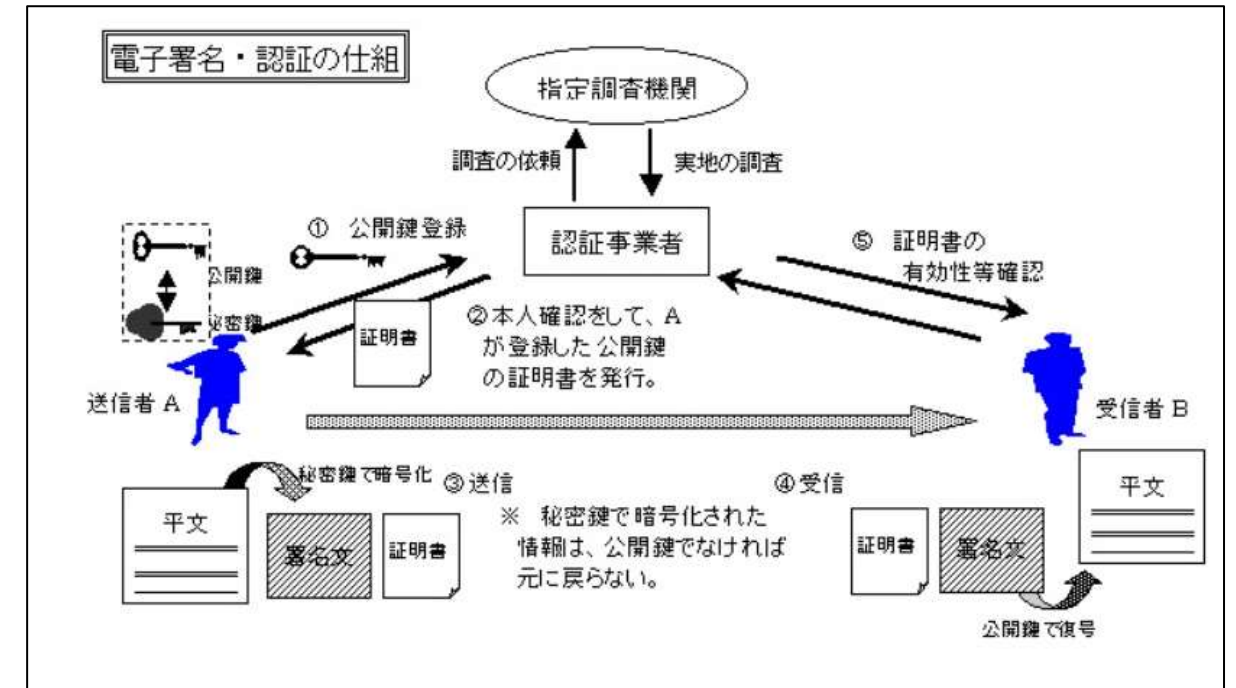 電子署名・認証の仕組
指定調査機関
調査の依頼
実地の調査
① 公開鍵登録
認証事業者
⑤ 証明書の
有効性等確認
公開鍵
秘密鍵
証明書
②本人確認をして、A
が登録した公開鍵
の証明書を発行。
送信者 A
受信者 B
秘密鍵で暗号化
③送信
④受信
平文
署名文
証明書
※ 秘密鍵で暗号化された
情報は、公開鍵でなければ
元に戻らない。
証明書
署名文
平文
公開鍵で復号